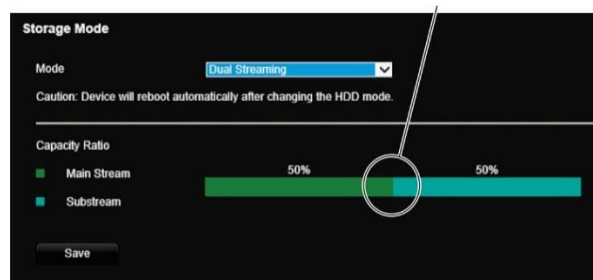 Storage Mode
Mode Dual Streaming
Caution: Device will reboot automatically after changing the HDD mode.
Capacity Ratio
Main Stream 50% 50%
Substream
Save